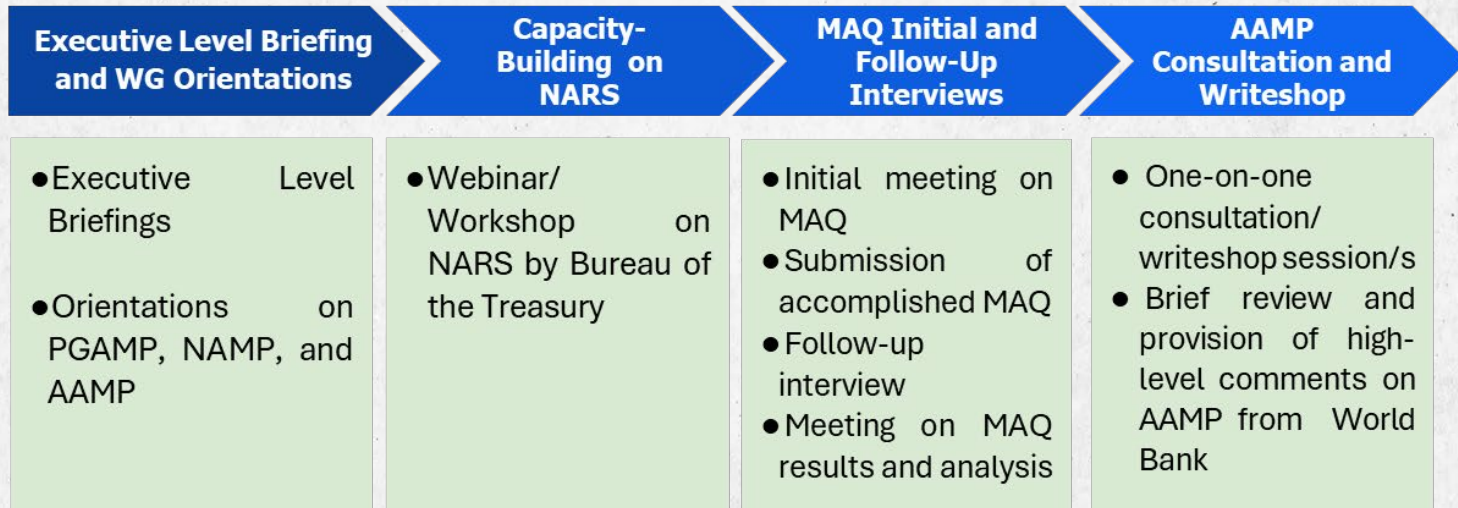 Executive Level Briefing
and WG Orientations
Capacity-
Building on
NARS
MAQ Initial and
Follow-Up
Interviews
AAMP
Consultation and
Writeshop
●Executive Level
Briefings
●Orientations on
PGAMP, NAMP, and
AAMP
●Webinar/
Workshop on
NARS by Bureau of
the Treasury
●Initial meeting on
MAQ
●Submission of
accomplished MAQ
●Follow-up
interview
●Meeting on MAQ
results and analysis
● One-on-one
consultation/
writeshop session/s
● Brief review and
provision of high-
level comments on
AAMP from World
Bank